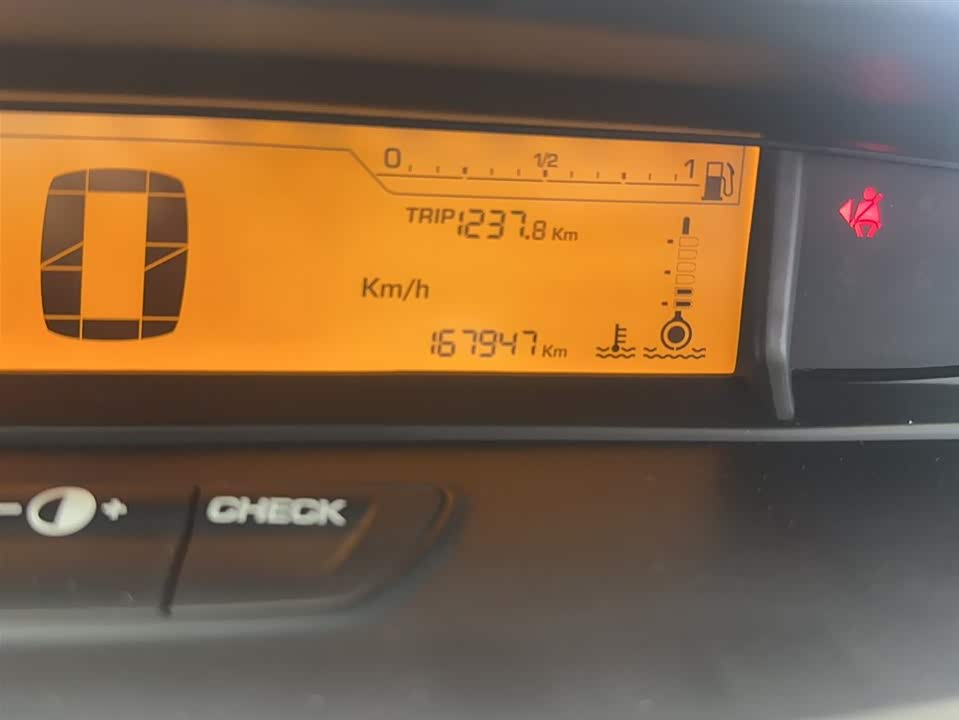 0 1/2 1
TRIP 1237.8 Km
Km/h
167947 Km
- +
CHECK